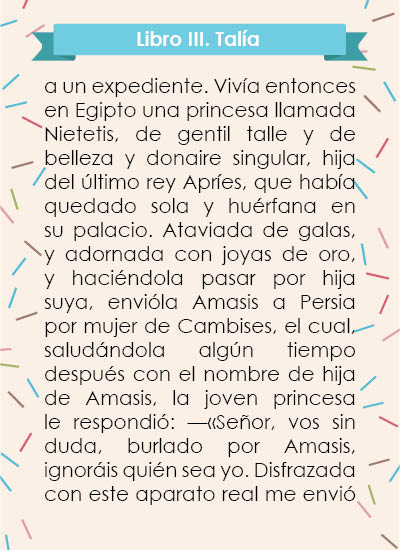 Libro III. Talía
a un expediente. Vivía entonces
en Egipto una princesa llamada
Nietetis, de gentil talle y de
belleza y donaire singular, hija
del último rey Apríes, que había
quedado sola y huérfana en
su palacio. Ataviada de galas,
y adornada con joyas de oro,
y haciéndola pasar por hija
suya, envióla Amasis a Persia
por mujer de Cambises, el cual,
saludándola algún tiempo
después con el nombre de hija
de Amasis, la joven princesa
le respondió: —«Señor, vos sin
duda, burlado por Amasis,
ignoráis quién sea yo. Disfrazada
con este aparato real me envió